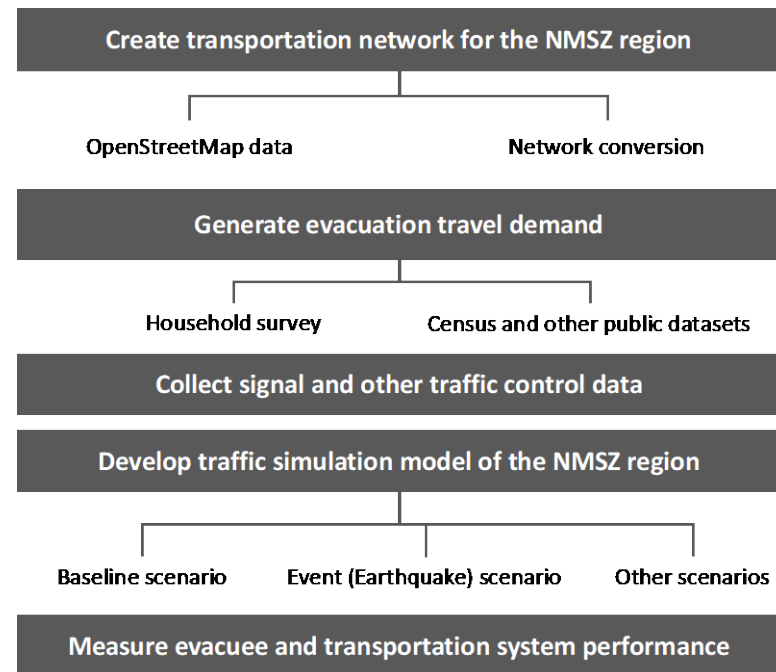 Create transportation network for the NMSZ region
OpenStreetMap data
Network conversion
Generate evacuation travel demand
Household survey
Census and other public datasets
Collect signal and other traffic control data
Develop traffic simulation model of the NMSZ region
Baseline scenario
Event (Earthquake) scenario
Other scenarios
Measure evacuee and transportation system performance